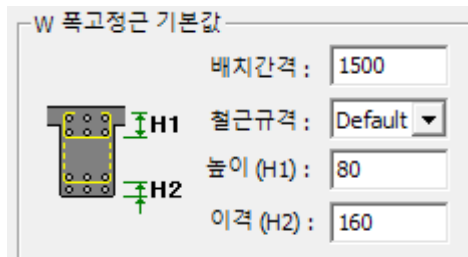 W 폭고정근 기본값
배치간격 : 1500
H1 철근규격 : Default
높이 (H1) : 80
H2 이격 (H2) : 160